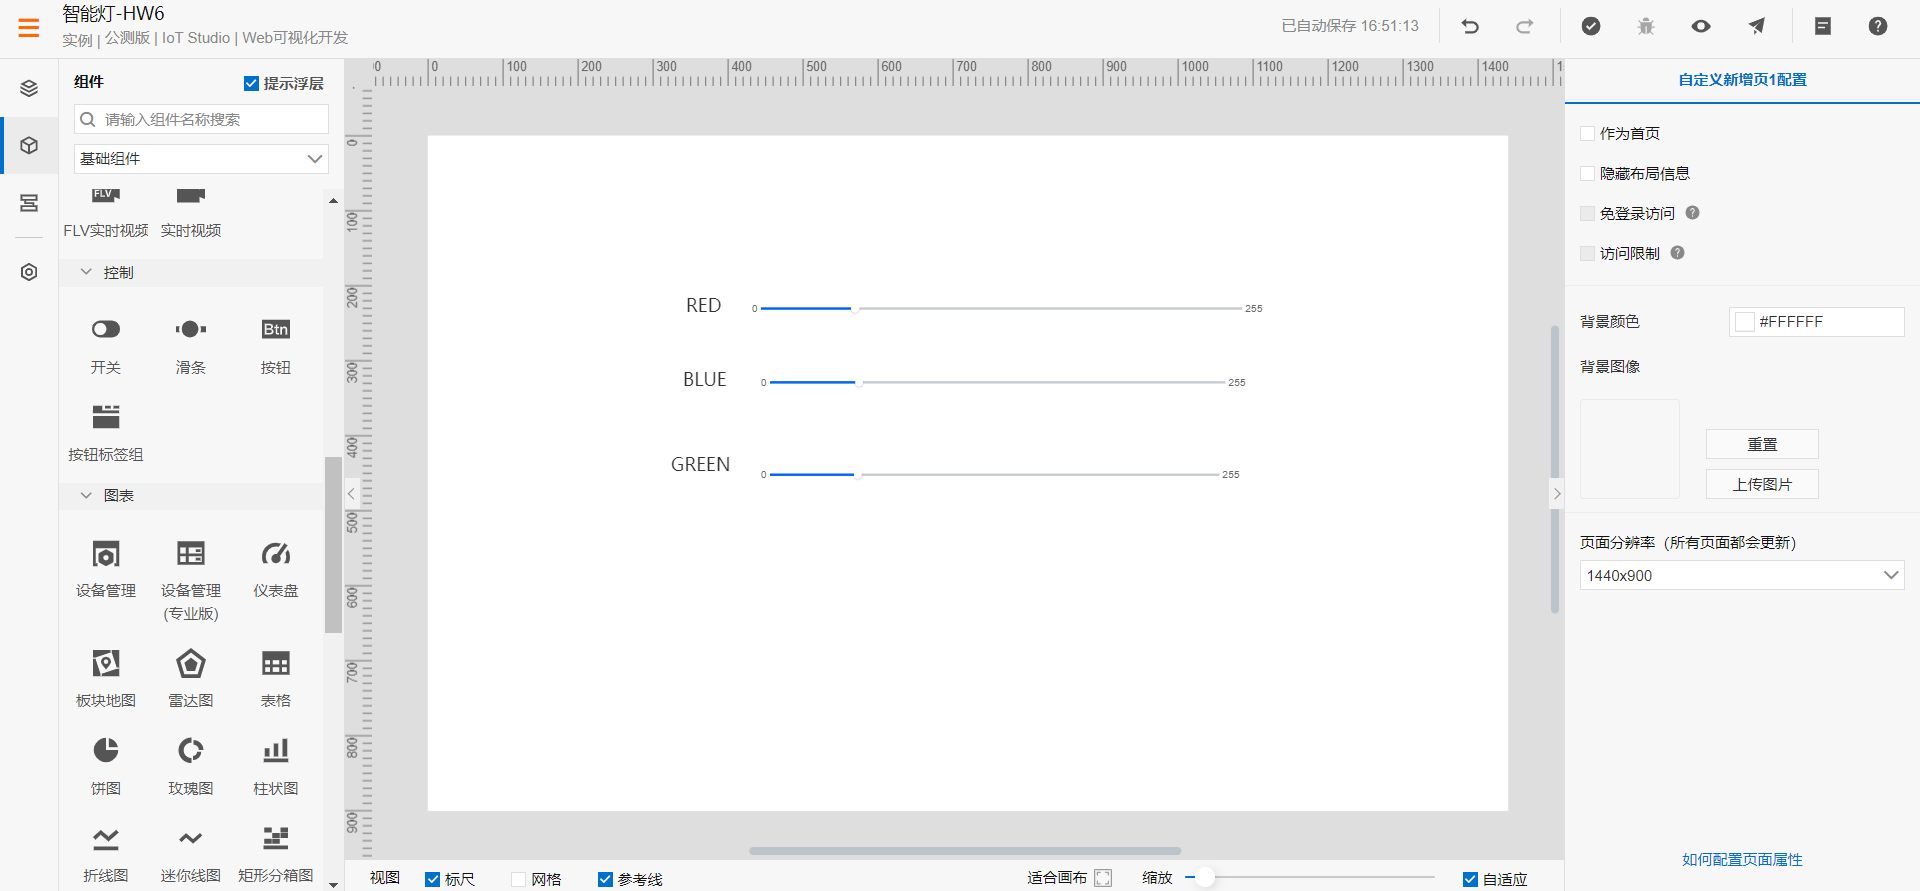 智能灯-HW6
实例 | 公测版 | IoT Studio | Web可视化开发
已自动保存 16:51:13
组件
提示浮层
请输入组件名称搜索
基础组件
FLV
FLV实时视频 实时视频
控制
Btn
开关 滑条 按钮
按钮标签组
图表
设备管理 设备管理 仪表盘
(专业版)
板块地图 雷达图 表格
饼图 玫瑰图 柱状图
折线图 迷你线图 矩形分箱图
0 0 100 200 300 400 500 600 700 800 900 1000 1100 1200 1300 1400 1
0
100
200
300
400
500
600
700
800
900
RED 0 255
BLUE 0 255
GREEN 0 255
视图 标尺 网格 参考线 适合画布 缩放 自适应
自定义新增页1配置
作为首页
隐藏布局信息
免登录访问
访问限制
背景颜色 #FFFFFF
背景图像
重置
上传图片
页面分辨率（所有页面都会更新）
1440x900
如何配置页面属性